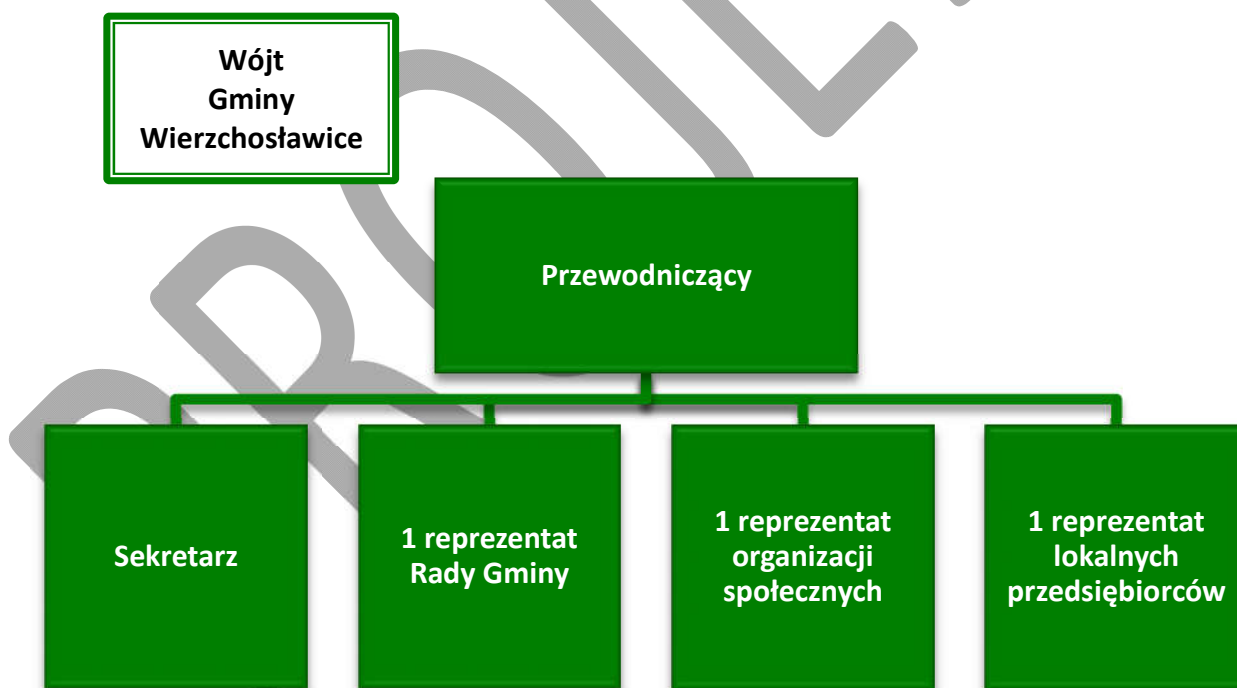 Wójt
Gminy
Wierzchosławice
Przewodniczący
Sekretarz
1 reprezentat
Rady Gminy
1 reprezentat
organizacji
społecznych
1 reprezentat
lokalnych
przedsiębiorców